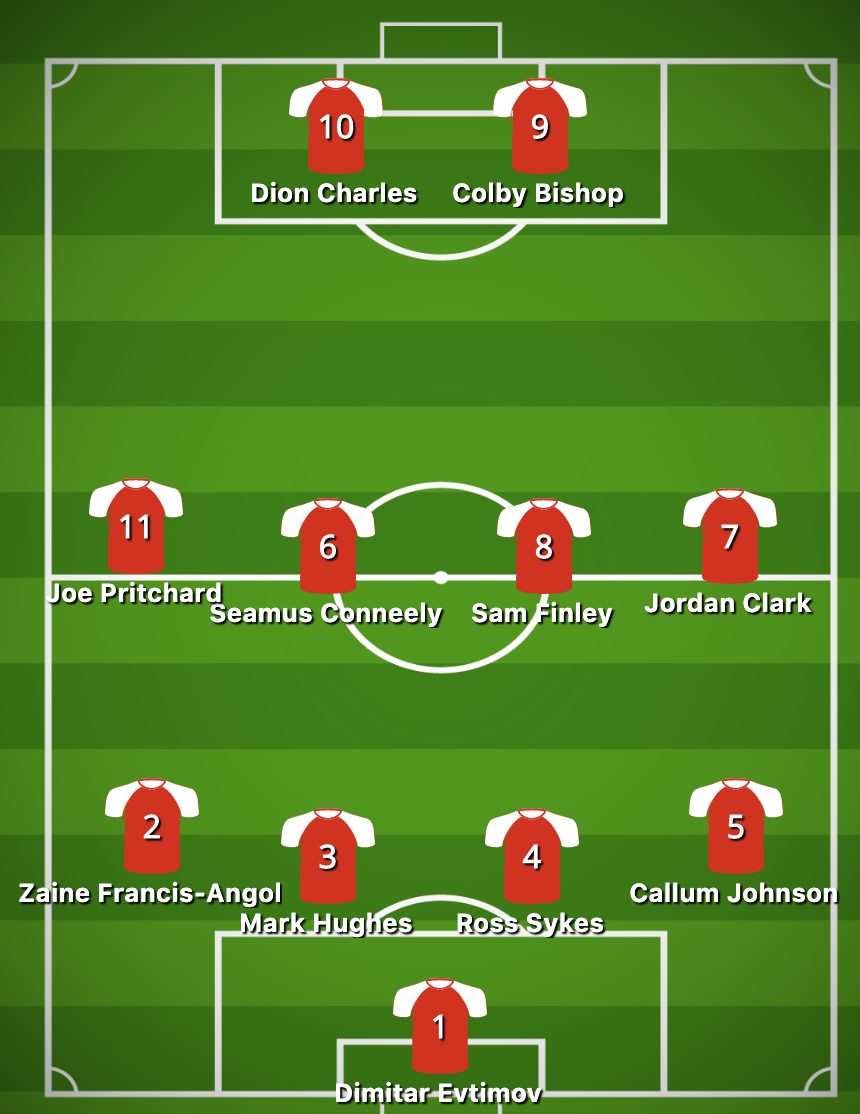 10
9
Dion Charles
Colby Bishop
11
6
8
7
Joe Pritchard
Seamus Conneely
Sam Finley
Jordan Clark
2
3
4
5
Zaine Francis-Angol
Mark Hughes
Ross Sykes
Callum Johnson
1
Dimitar Evtimov